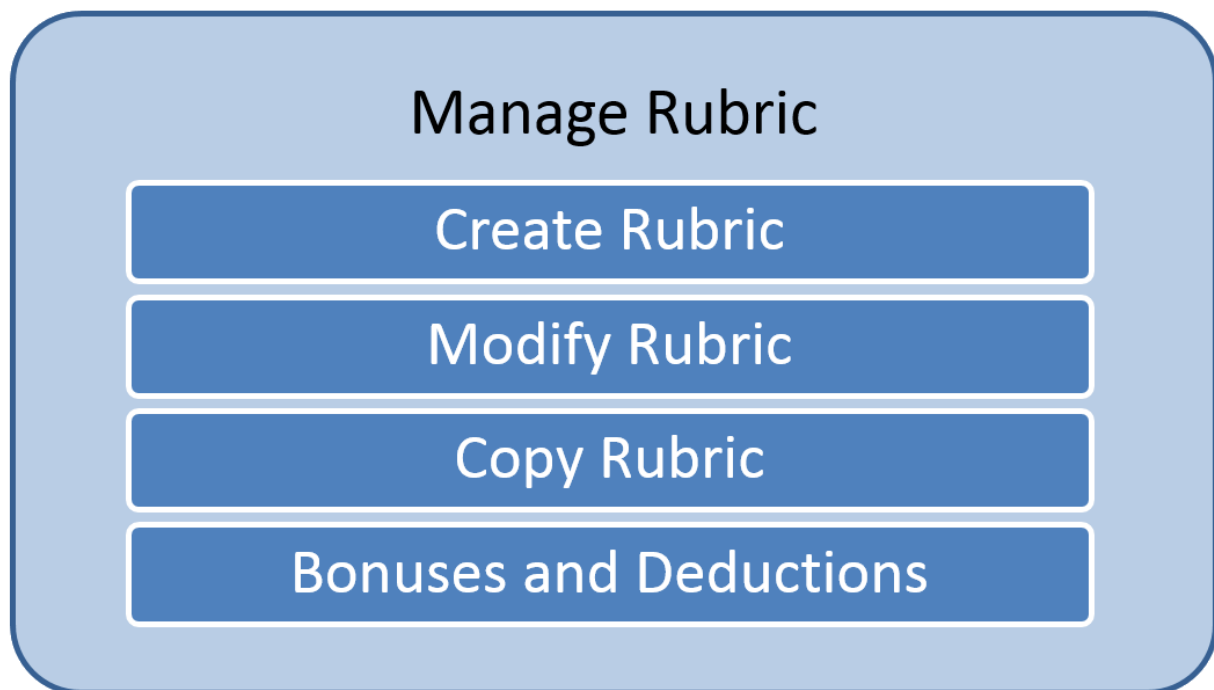 Manage Rubric
Create Rubric
Modify Rubric
Copy Rubric
Bonuses and Deductions